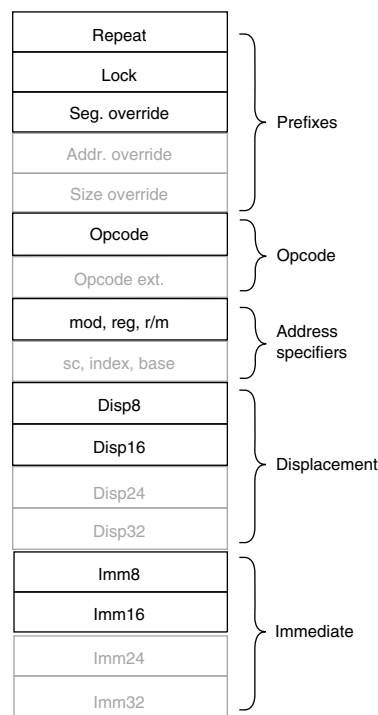 Repeat
Lock
Seg. override
Addr. override
Size override
Prefixes
Opcode
Opcode ext.
Opcode
mod, reg, r/m
sc, index, base
Address
specifiers
Disp8
Disp16
Disp24
Disp32
Displacement
Imm8
Imm16
Imm24
Imm32
Immediate